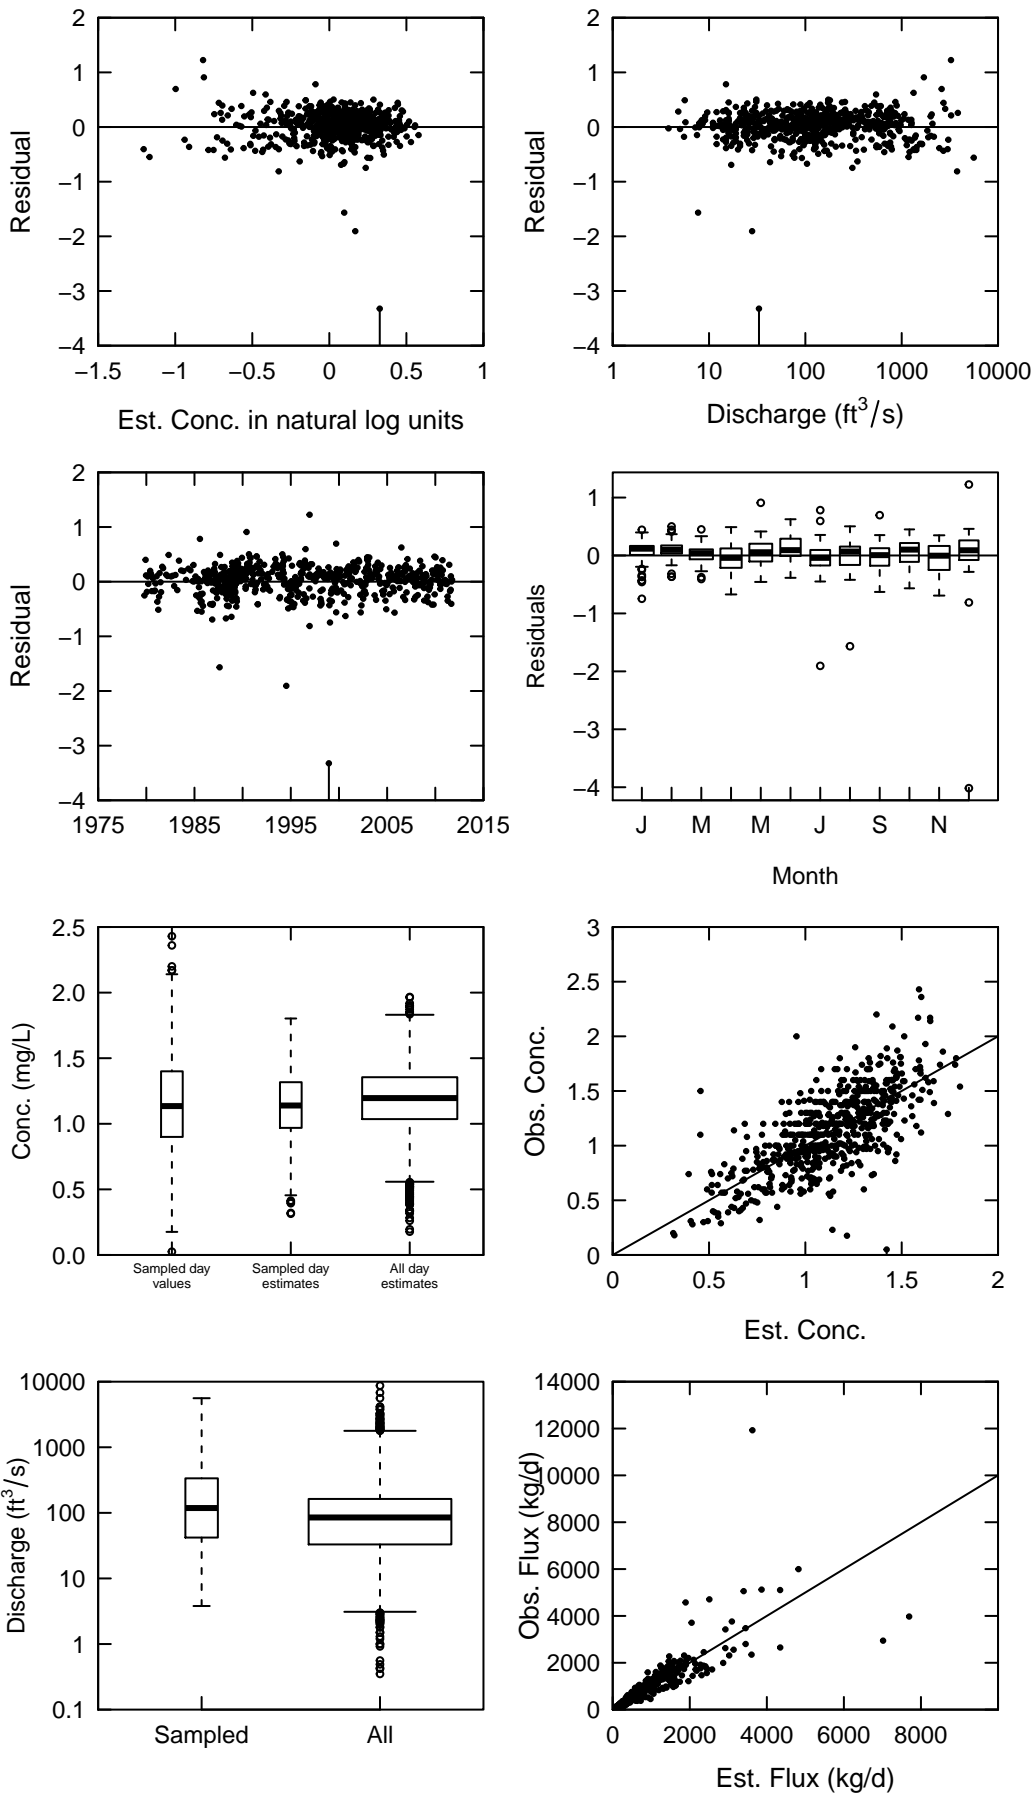 2
2
1
1
0
0
−1
−1
−2
−2
−3
−3
−4
−4
Residual
Residual
−1.5 −1 −0.5 0 0.5 1
1 10 100 1000 10000
Est. Conc. in natural log units
Discharge (ft³/s)
2
1
0
−1
−2
−3
−4
Residual
1975 1985 1995 2005 2015
1
0
−1
−2
−3
−4
Residuals
J M M J S N
Month
2.5
2.0
1.5
1.0
0.5
0.0
Conc. (mg/L)
Sampled day values
Sampled day estimates
All day estimates
3
2.5
2
1.5
1
0.5
0
Obs. Conc.
0 0.5 1 1.5 2
Est. Conc.
10000
1000
100
10
1
0.1
Discharge (ft³/s)
Sampled All
14000
12000
10000
8000
6000
4000
2000
0
Obs. Flux (kg/d)
0 2000 4000 6000 8000
Est. Flux (kg/d)